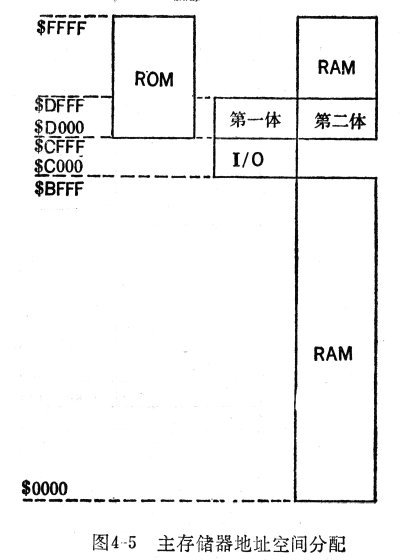 $FFFF
ROM
RAM
$DFFF
$D000
第一体
第二体
$CFFF
$C000
I/O
$BFFF
RAM
$0000
图4-5 主存储器地址空间分配